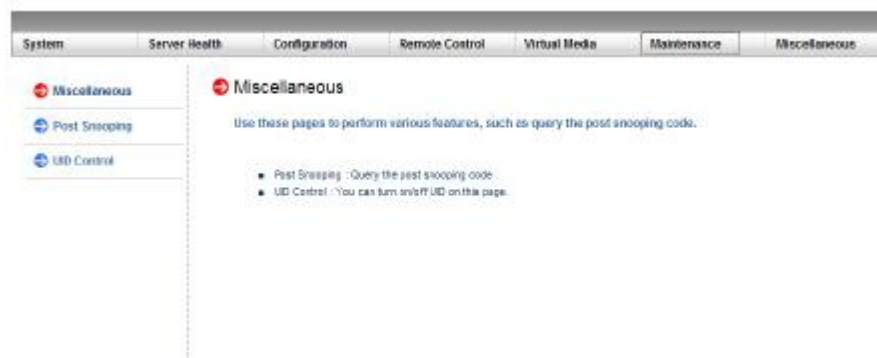 System Server Health Configuration Remote Control Virtual Media Maintenance Miscellaneous
Miscellaneous
Post Snooping
UID Control
Miscellaneous
Use these pages to perform various features, such as query the post snooping code.
Post Snooping : Query the post snooping code
UID Control : You can turn on/off UID on this page.